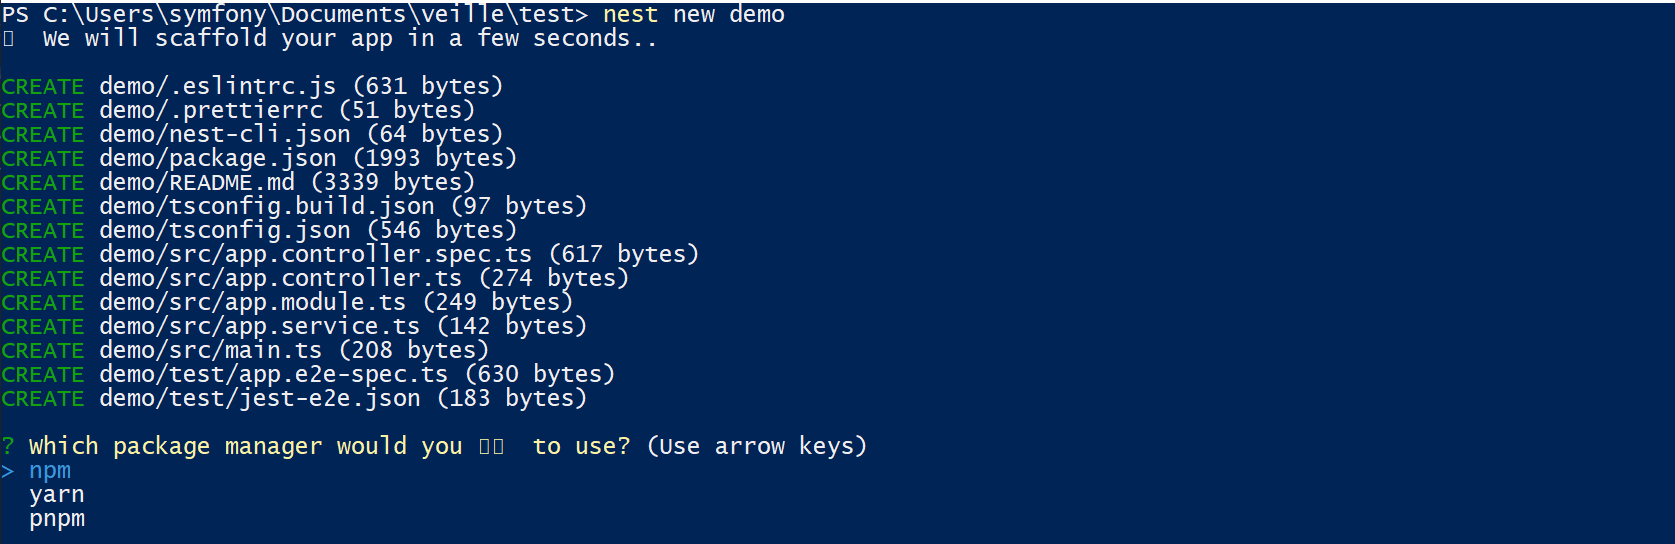 PS C:\Users\symfony\Documents\veille\test> nest new demo
▯  We will scaffold your app in a few seconds..
CREATE demo/.eslintrc.js (631 bytes)
CREATE demo/.prettierrc (51 bytes)
CREATE demo/nest-cli.json (64 bytes)
CREATE demo/package.json (1993 bytes)
CREATE demo/README.md (3339 bytes)
CREATE demo/tsconfig.build.json (97 bytes)
CREATE demo/tsconfig.json (546 bytes)
CREATE demo/src/app.controller.spec.ts (617 bytes)
CREATE demo/src/app.controller.ts (274 bytes)
CREATE demo/src/app.module.ts (249 bytes)
CREATE demo/src/app.service.ts (142 bytes)
CREATE demo/src/main.ts (208 bytes)
CREATE demo/test/app.e2e-spec.ts (630 bytes)
CREATE demo/test/jest-e2e.json (183 bytes)
? Which package manager would you ▯▯  to use? (Use arrow keys)
> npm
yarn
pnpm